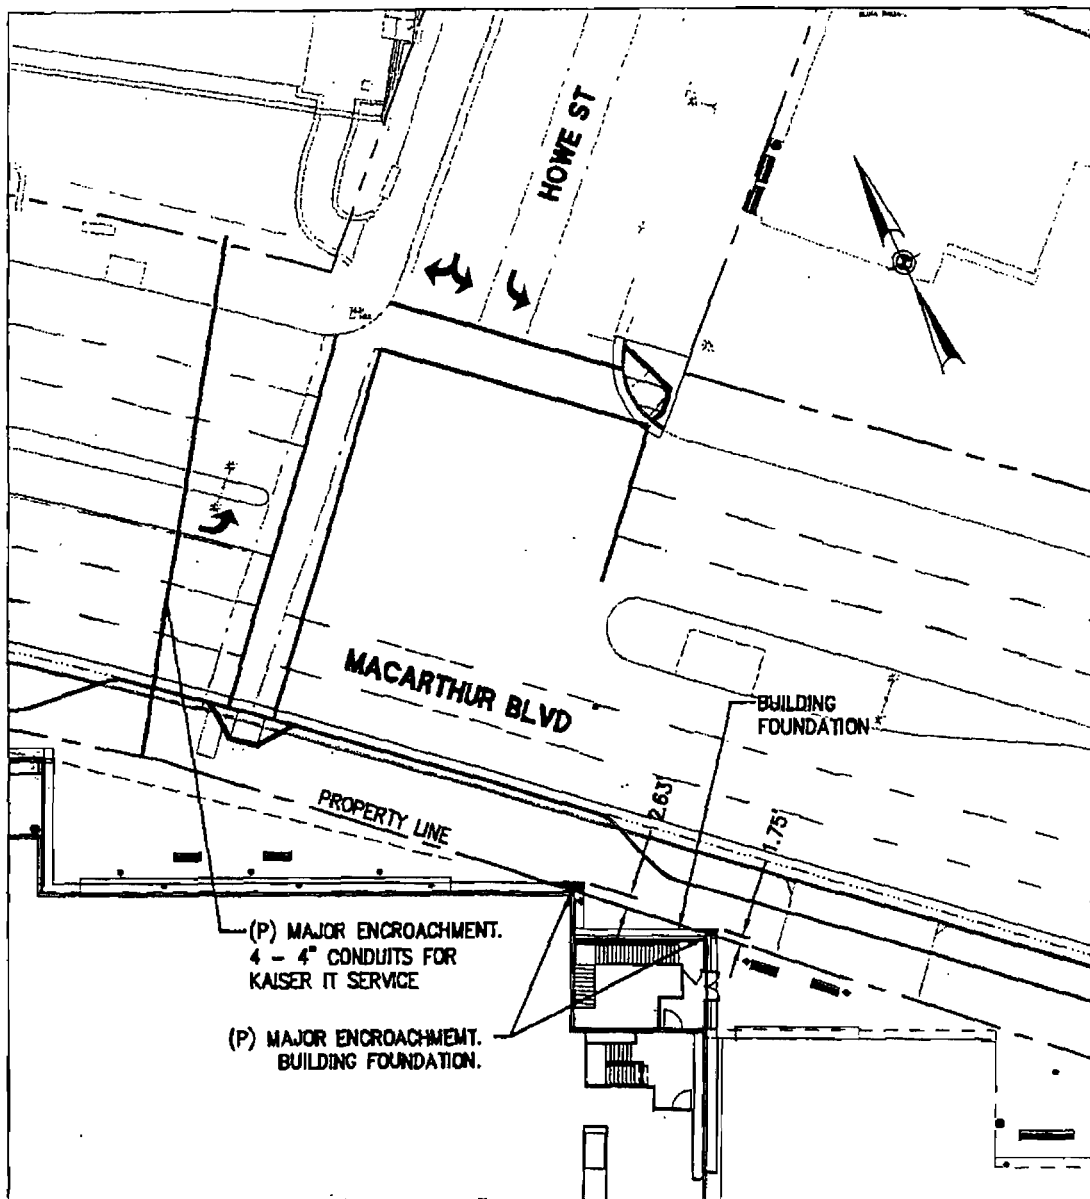 HOWE ST
MACARTHUR BLVD
BUILDING
FOUNDATION
2.63'
1.75'
PROPERTY LINE
(P) MAJOR ENCROACHMENT.
4 - 4" CONDUITS FOR
KAISER IT SERVICE
(P) MAJOR ENCROACHMEMT.
BUILDING FOUNDATION.